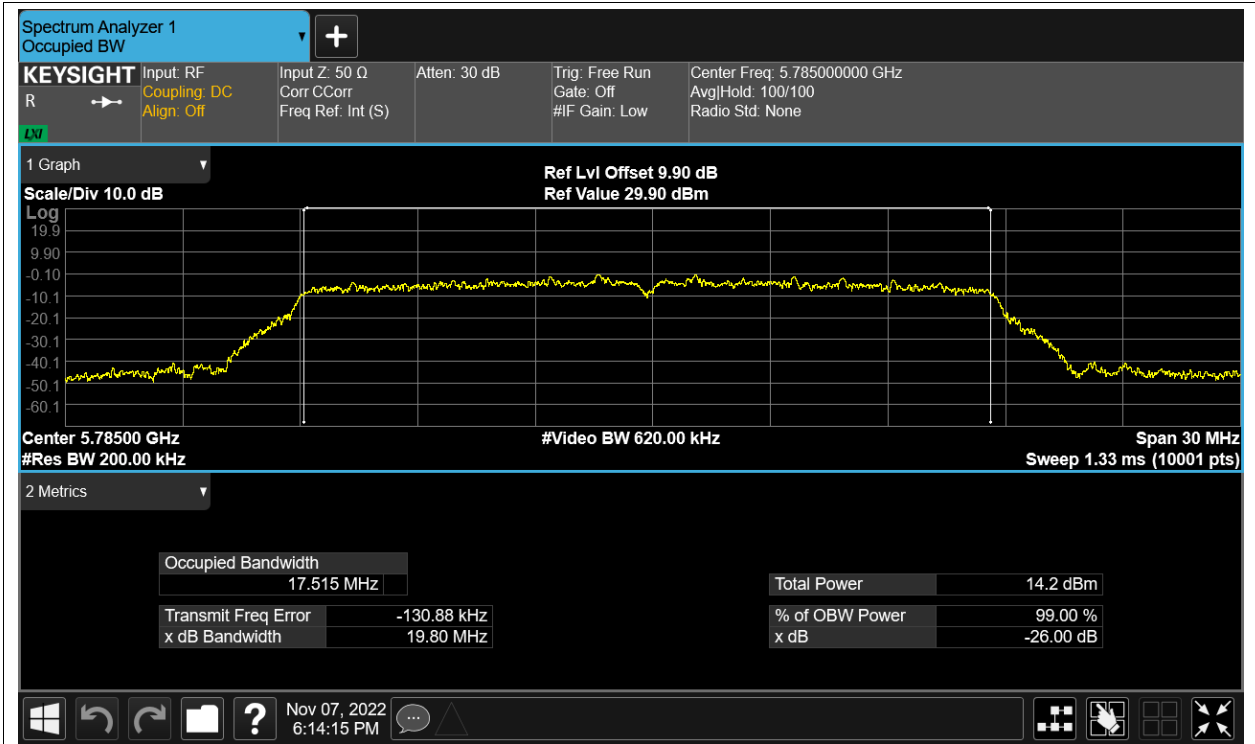 Spectrum Analyzer 1
Occupied BW
KEYSIGHT
R
LXI
Input: RF
Coupling: DC
Align: Off
Input Z: 50 Ω
Corr CCorr
Freq Ref: Int (S)
Atten: 30 dB
Trig: Free Run
Gate: Off
#IF Gain: Low
Center Freq: 5.785000000 GHz
Avg|Hold: 100/100
Radio Std: None
1 Graph
Scale/Div 10.0 dB
Ref Lvl Offset 9.90 dB
Ref Value 29.90 dBm
Log
19.9
9.90
-0.10
-10.1
-20.1
-30.1
-40.1
-50.1
-60.1
Center 5.78500 GHz
#Res BW 200.00 kHz
#Video BW 620.00 kHz
Span 30 MHz
Sweep 1.33 ms (10001 pts)
2 Metrics
Occupied Bandwidth
17.515 MHz
Transmit Freq Error -130.88 kHz
x dB Bandwidth 19.80 MHz
Total Power 14.2 dBm
% of OBW Power 99.00 %
x dB -26.00 dB
?
Nov 07, 2022
6:14:15 PM